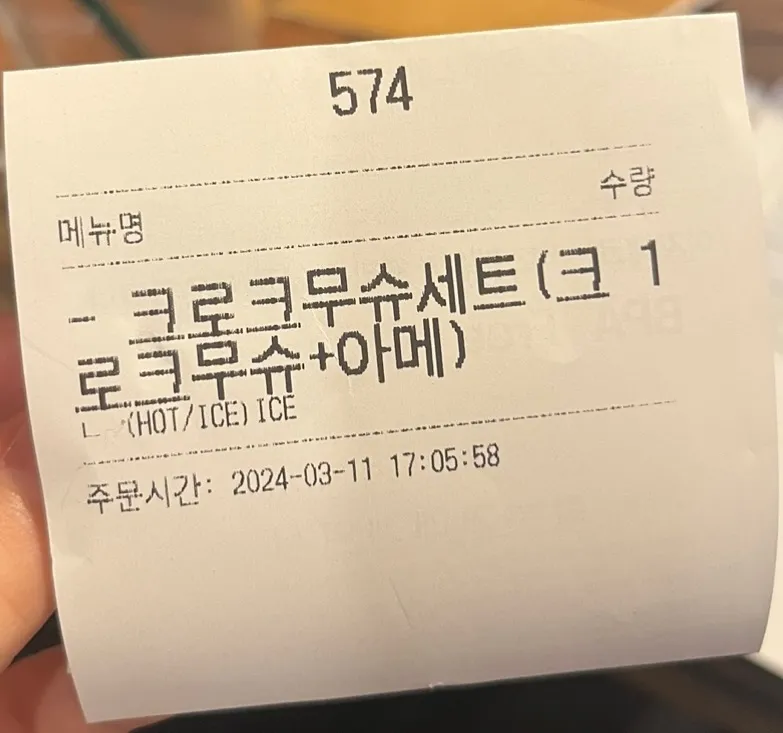 574
메뉴명 수량
- 크로크무슈세트(크 1
로크무슈+아메)
ㄴ (HOT/ICE)ICE
주문시간: 2024-03-11 17:05:58